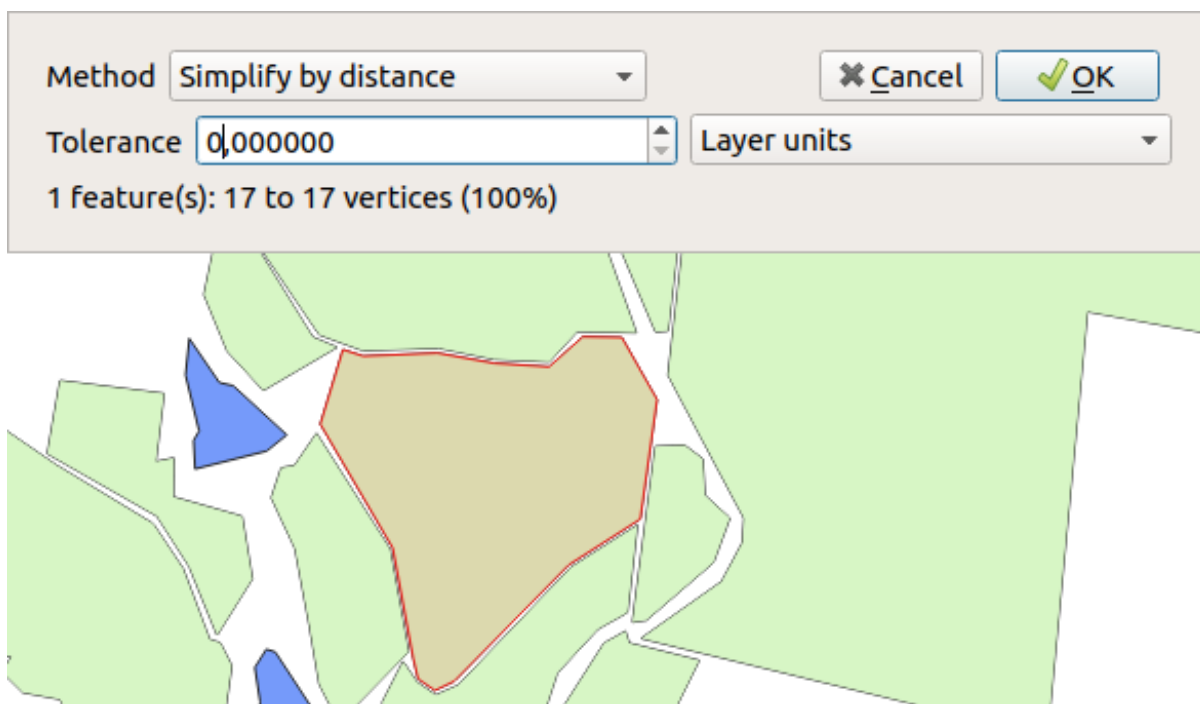 Method Simplify by distance Cancel OK
Tolerance 0,000000 Layer units
1 feature(s): 17 to 17 vertices (100%)